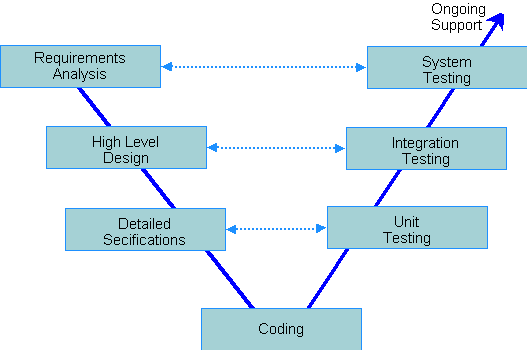 Ongoing
Support
Requirements
Analysis
System
Testing
High Level
Design
Integration
Testing
Detailed
Secifications
Unit
Testing
Coding